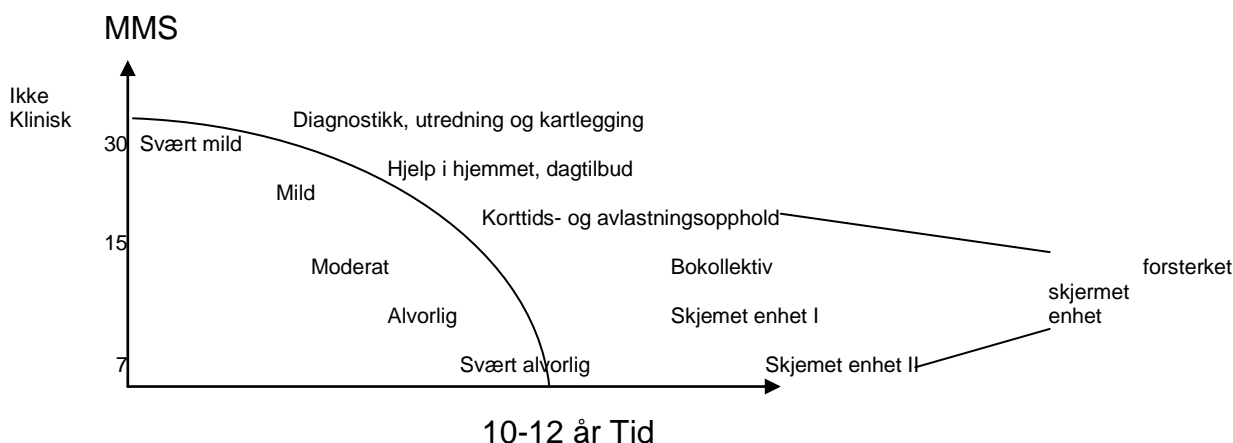 MMS
Ikke
Klinisk
Diagnostikk, utredning og kartlegging
30 Svært mild
Hjelp i hjemmet, dagtilbud
Mild
Korttids- og avlastningsopphold
15
Moderat
Bokollektiv
forsterket
skjermet
enhet
Alvorlig
Skjemet enhet I
7
Svært alvorlig
Skjemet enhet II
10-12 år Tid